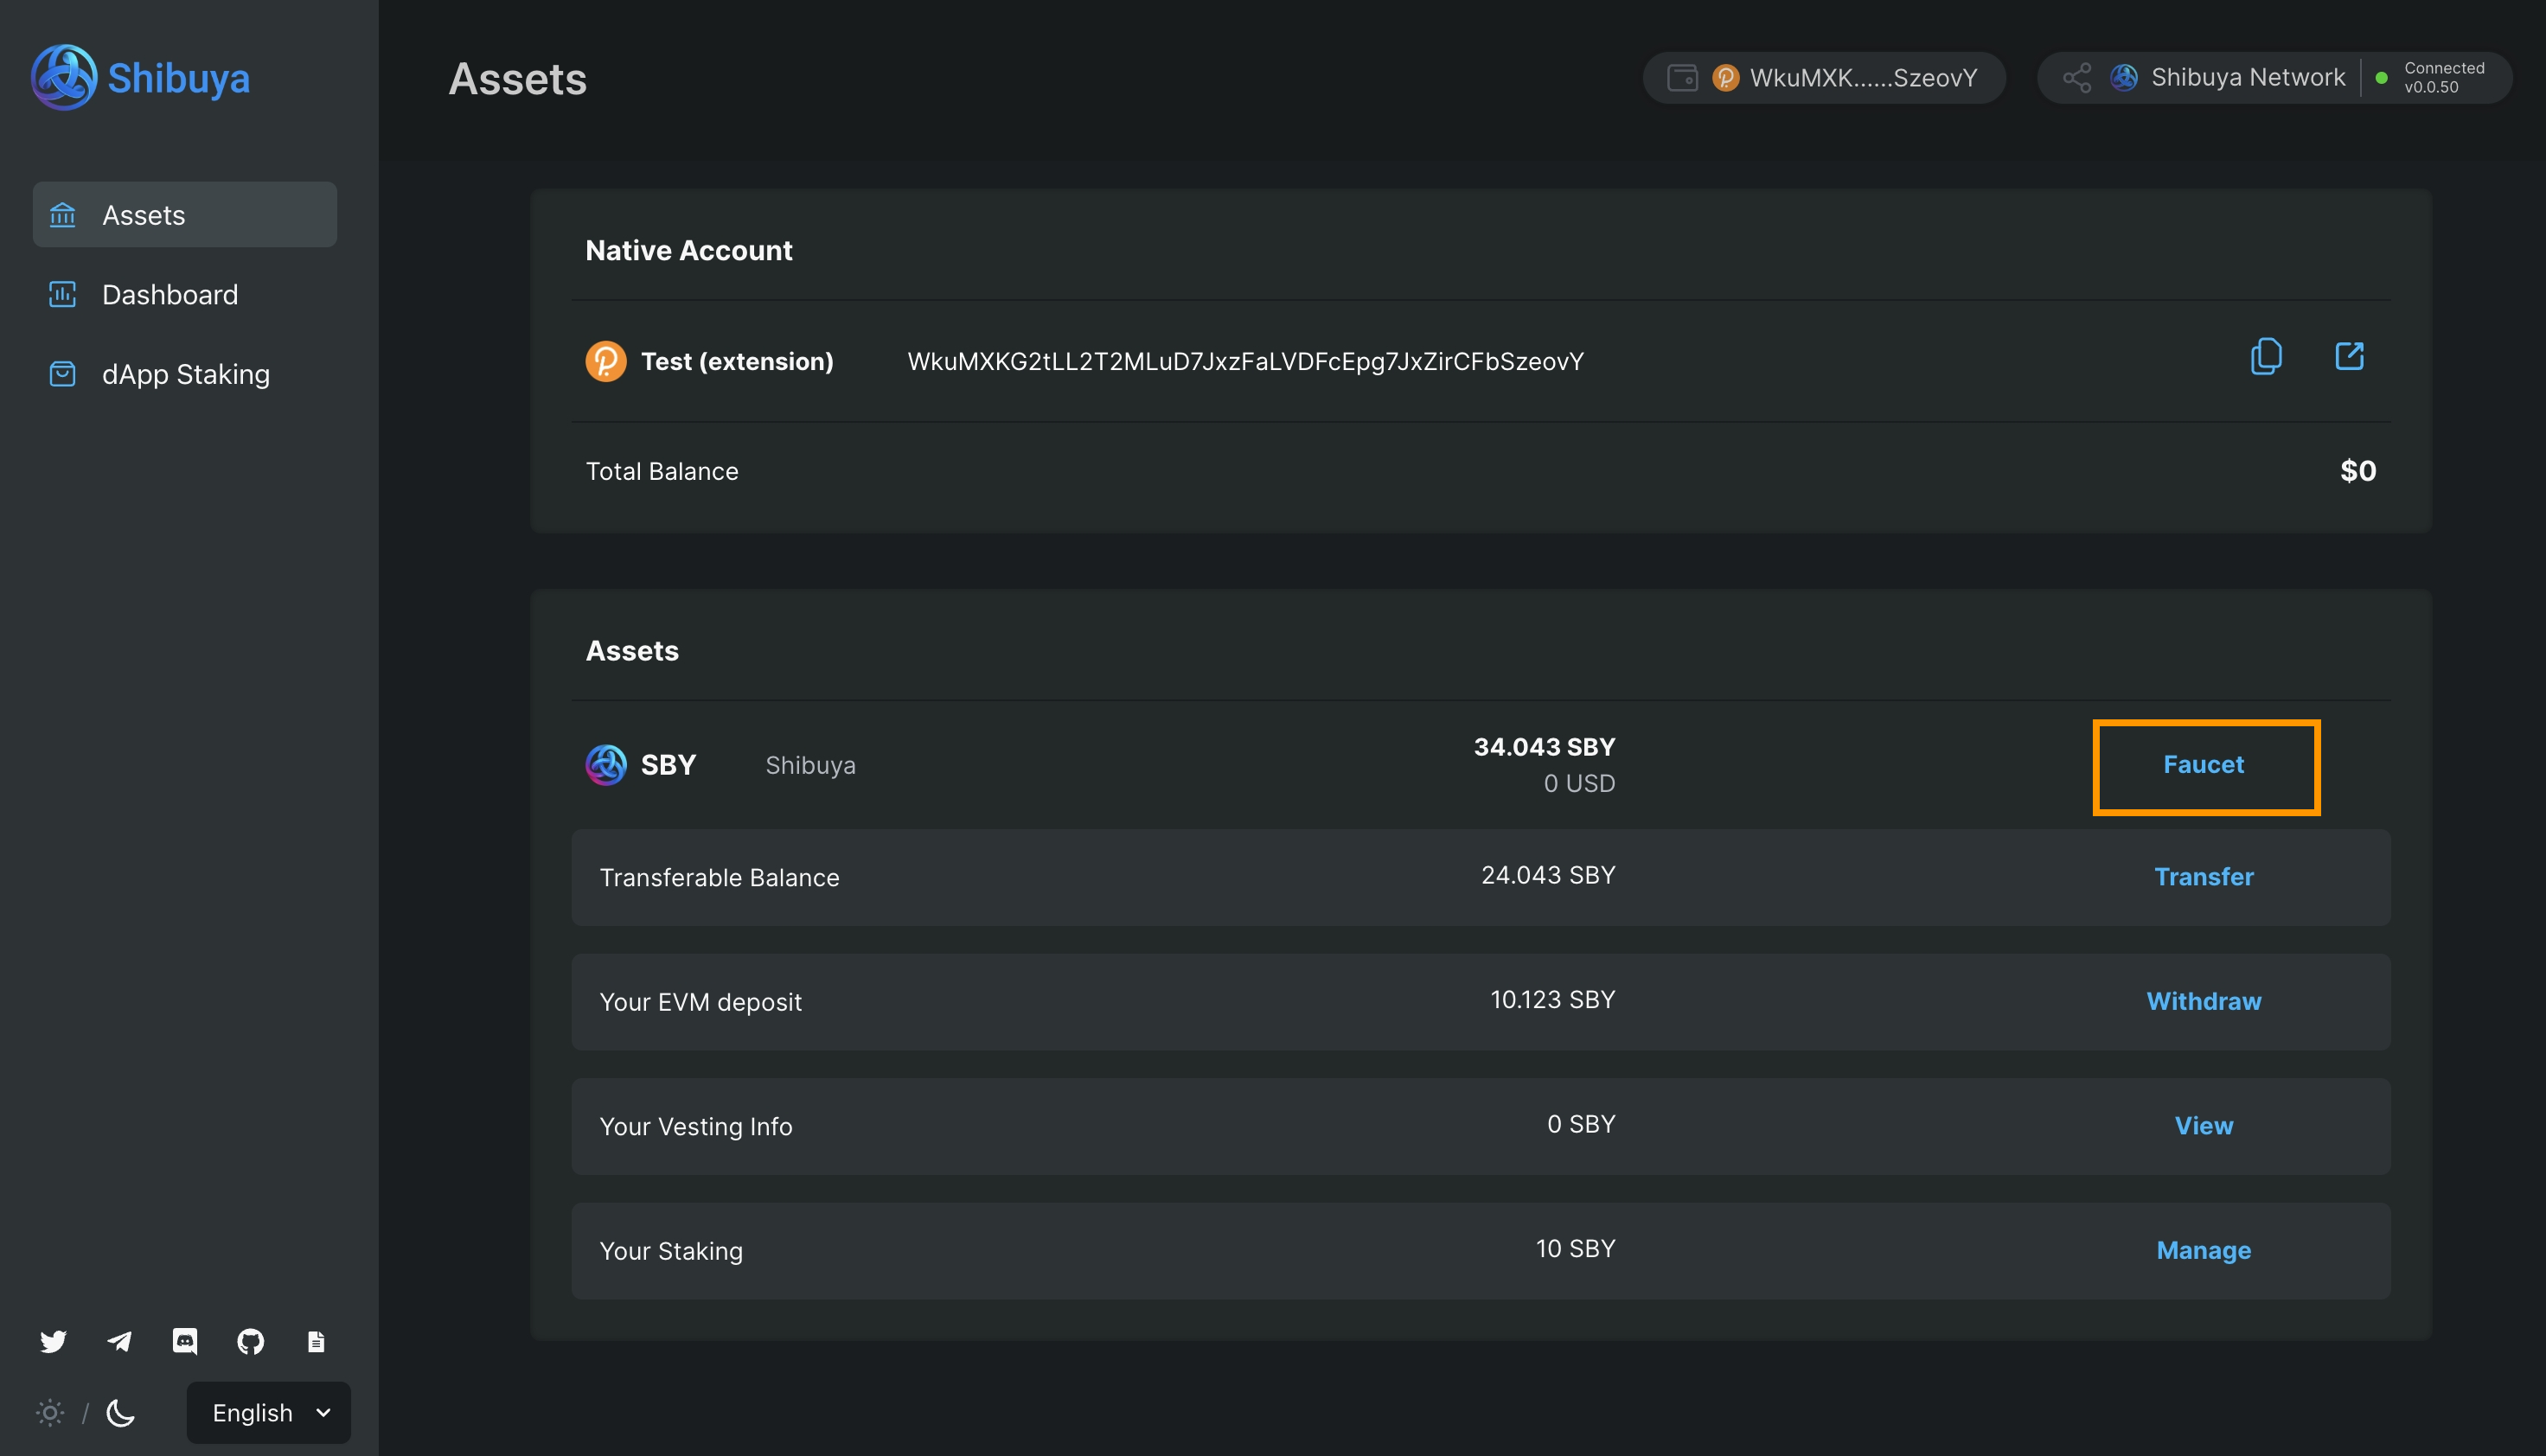 Shibuya
Assets
Dashboard
dApp Staking
English
/
Assets
WkuMXK......SzeovY
Shibuya Network
Connected
v0.0.50
Native Account
Test (extension) WkuMXKG2tLL2T2MLuD7JxzFaLVDFcEpg7JxZirCFbSzeovY
Total Balance $0
Assets
SBY Shibuya 34.043 SBY Faucet
0 USD
Transferable Balance 24.043 SBY Transfer
Your EVM deposit 10.123 SBY Withdraw
Your Vesting Info 0 SBY View
Your Staking 10 SBY Manage